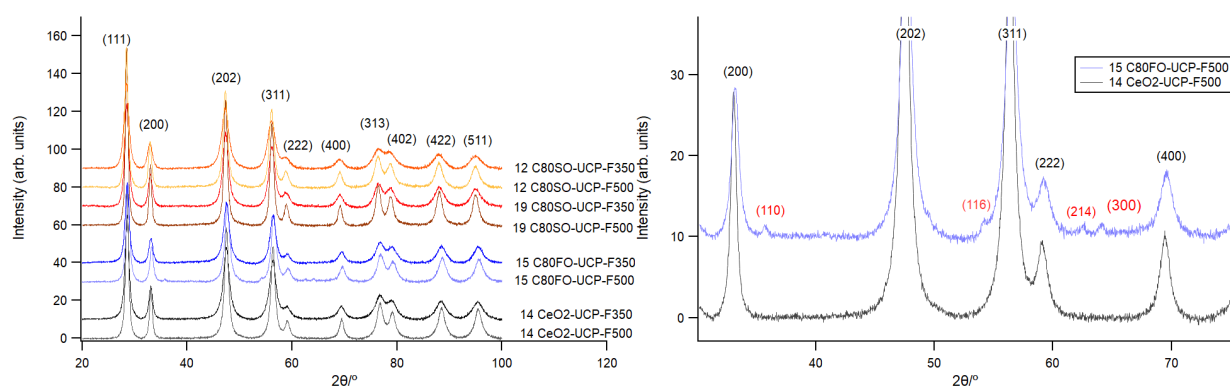 160
140
120
100
80
60
40
20
0
Intensity (arb. units)
(111)
(200)
(202)
(311)
(222)
(400)
(313)
(402)
(422)
(511)
12 C80SO-UCP-F350
12 C80SO-UCP-F500
19 C80SO-UCP-F350
19 C80SO-UCP-F500
15 C80FO-UCP-F350
15 C80FO-UCP-F500
14 CeO2-UCP-F350
14 CeO2-UCP-F500
20 40 60 80 100 120
2θ/º
30
20
10
0
Intensity (arb. units)
(200)
(202)
(311)
15 C80FO-UCP-F500
14 CeO2-UCP-F500
(110)
(116)
(222)
(214)
(300)
(400)
40 50 60 70
2θ/º